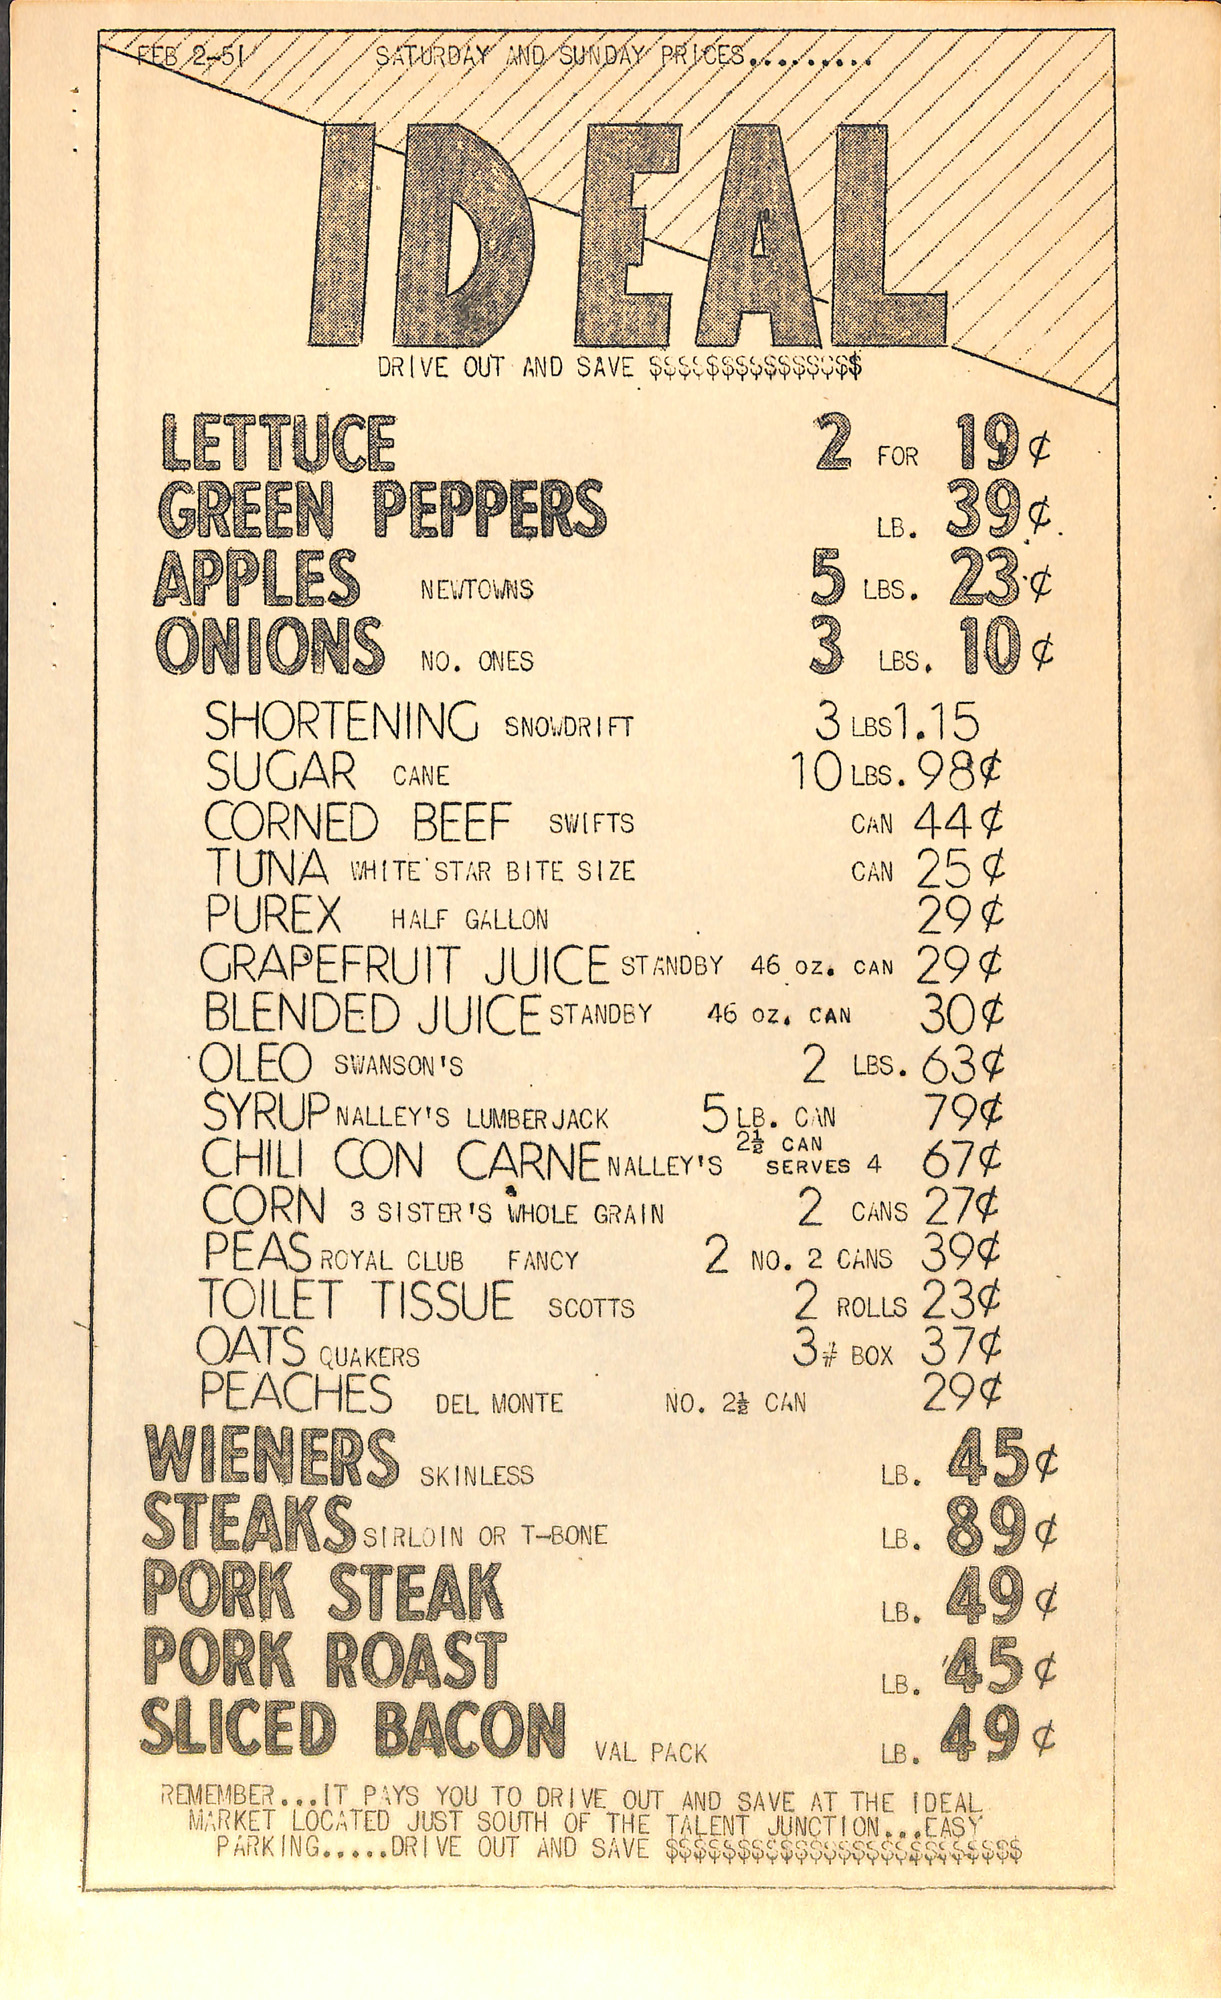 FEB 2-51 SATURDAY AND SUNDAY PRICES.........
IDEAL
DRIVE OUT AND SAVE $$$$$$$$$$$$$$$
LETTUCE 2 FOR 19¢
GREEN PEPPERS LB. 39¢
APPLES NEWTOWNS 5 LBS. 23¢
ONIONS NO. ONES 3 LBS. 10¢
SHORTENING SNOWDRIFT 3 LBS 1.15
SUGAR CANE 10 LBS. 98¢
CORNED BEEF SWIFTS CAN 44¢
TUNA WHITE STAR BITE SIZE CAN 25¢
PUREX HALF GALLON 29¢
GRAPEFRUIT JUICE STANDBY 46 OZ. CAN 29¢
BLENDED JUICE STANDBY 46 OZ. CAN 30¢
OLEO SWANSON'S 2 LBS. 63¢
SYRUP NALLEY'S LUMBERJACK 5 LB. CAN 79¢
CHILI CON CARNE NALLEY'S 2½ CAN SERVES 4 67¢
CORN 3 SISTER'S WHOLE GRAIN 2 CANS 27¢
PEAS ROYAL CLUB FANCY 2 NO. 2 CANS 39¢
TOILET TISSUE SCOTTS 2 ROLLS 23¢
OATS QUAKERS 3# BOX 37¢
PEACHES DEL MONTE NO. 2½ CAN 29¢
WIENERS SKINLESS LB. 45¢
STEAKS SIRLOIN OR T-BONE LB. 89¢
PORK STEAK LB. 49¢
PORK ROAST LB. 45¢
SLICED BACON VAL PACK LB. 49¢
REMEMBER...IT PAYS YOU TO DRIVE OUT AND SAVE AT THE IDEAL
MARKET LOCATED JUST SOUTH OF THE TALENT JUNCTION...EASY
PARKING.....DRIVE OUT AND SAVE $$$$$$$$$$$$$$$$$$$$$$$$$